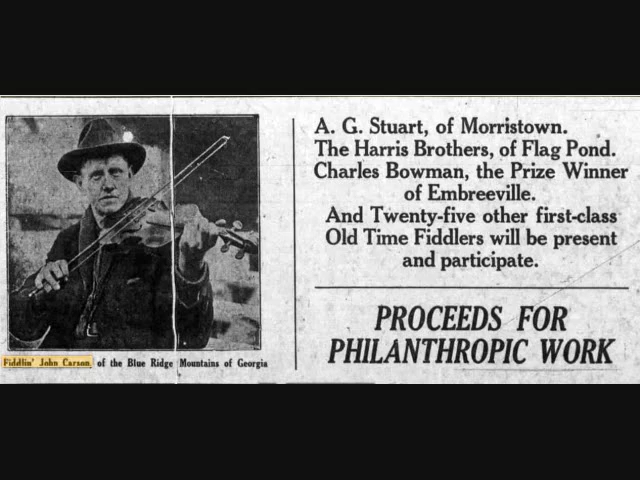 Fiddlin' John Carson, of the Blue Ridge Mountains of Georgia
A. G. Stuart, of Morristown.
The Harris Brothers, of Flag Pond.
Charles Bowman, the Prize Winner
of Embreeville.
And Twenty-five other first-class
Old Time Fiddlers will be present
and participate.
PROCEEDS FOR
PHILANTHROPIC WORK